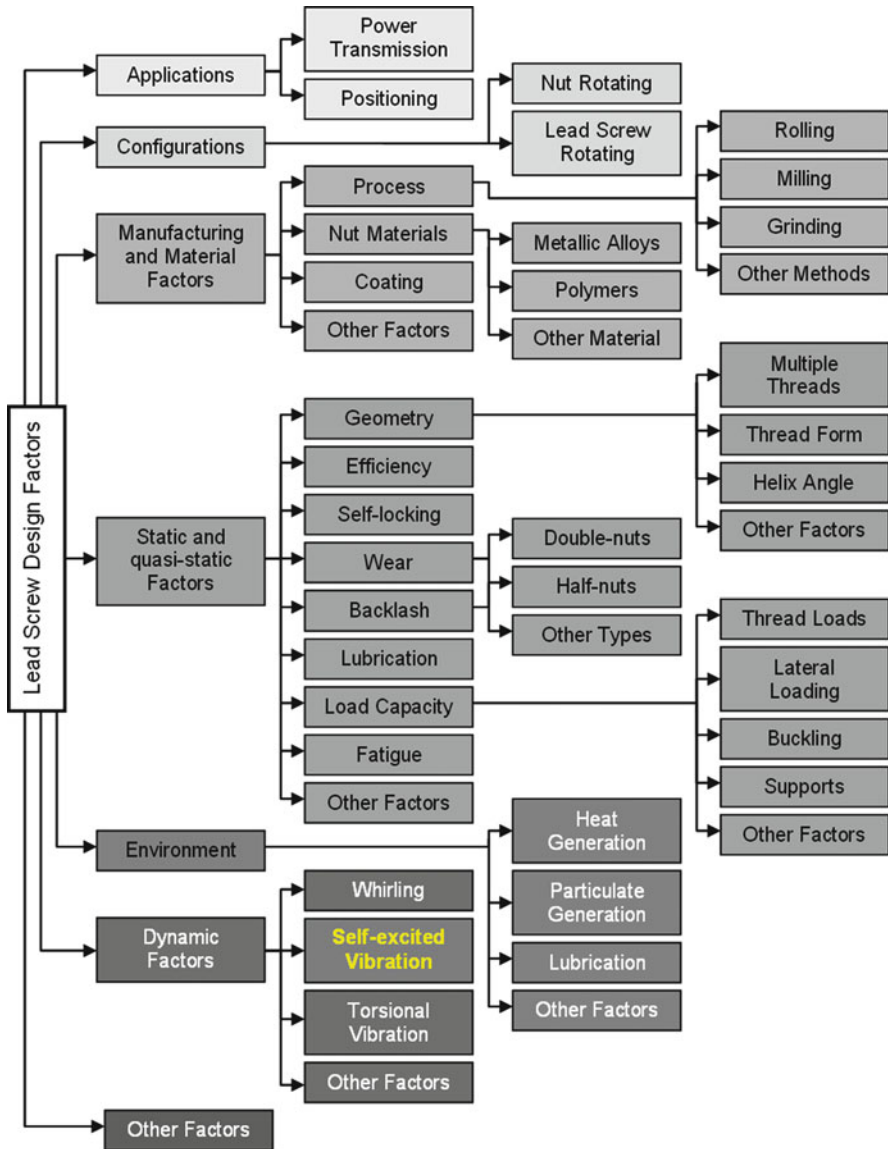 Lead Screw Design Factors
Applications
Power
Transmission
Positioning
Configurations
Nut Rotating
Lead Screw
Rotating
Manufacturing
and Material
Factors
Process
Rolling
Milling
Grinding
Other Methods
Nut Materials
Metallic Alloys
Polymers
Other Material
Coating
Other Factors
Static and
quasi-static
Factors
Geometry
Multiple
Threads
Thread Form
Helix Angle
Other Factors
Efficiency
Self-locking
Wear
Backlash
Double-nuts
Half-nuts
Other Types
Lubrication
Load Capacity
Thread Loads
Lateral
Loading
Buckling
Supports
Other Factors
Fatigue
Other Factors
Environment
Heat
Generation
Particulate
Generation
Lubrication
Other Factors
Dynamic
Factors
Whirling
Self-excited
Vibration
Torsional
Vibration
Other Factors
Other Factors